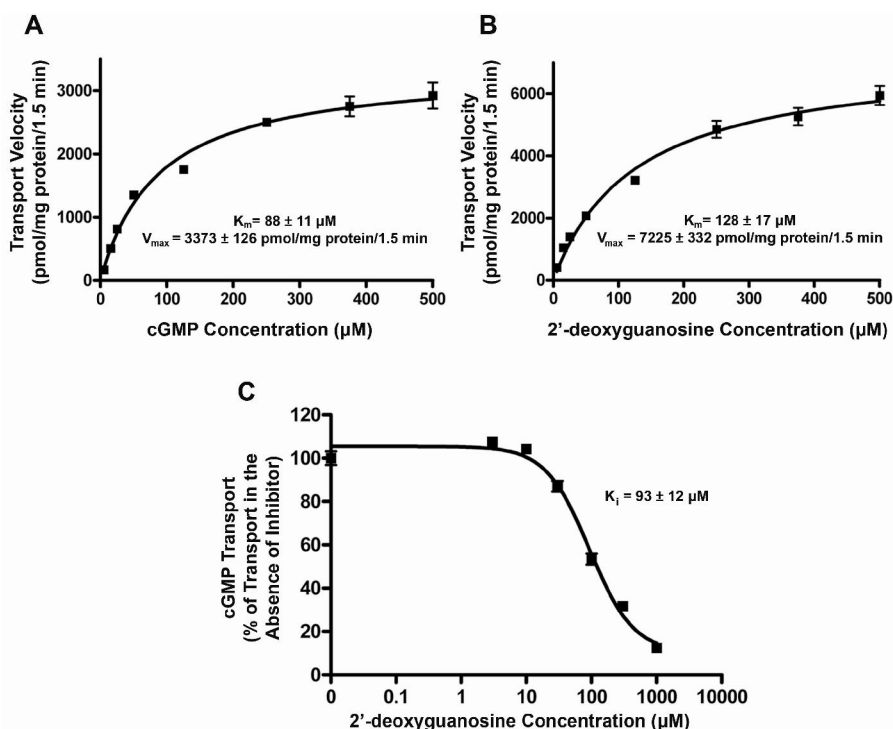 A
Transport Velocity
(pmol/mg protein/1.5 min)
3000
2000
1000
0
Km = 88 ± 11 µM
Vmax = 3373 ± 126 pmol/mg protein/1.5 min
0 100 200 300 400 500
cGMP Concentration (µM)
B
Transport Velocity
(pmol/mg protein/1.5 min)
6000
4000
2000
0
Km = 128 ± 17 µM
Vmax = 7225 ± 332 pmol/mg protein/1.5 min
0 100 200 300 400 500
2’-deoxyguanosine Concentration (µM)
C
cGMP Transport
(% of Transport in the
Absence of Inhibitor)
120
100
80
60
40
20
0
Ki = 93 ± 12 µM
0 0.1 1 10 100 1000 10000
2’-deoxyguanosine Concentration (µM)